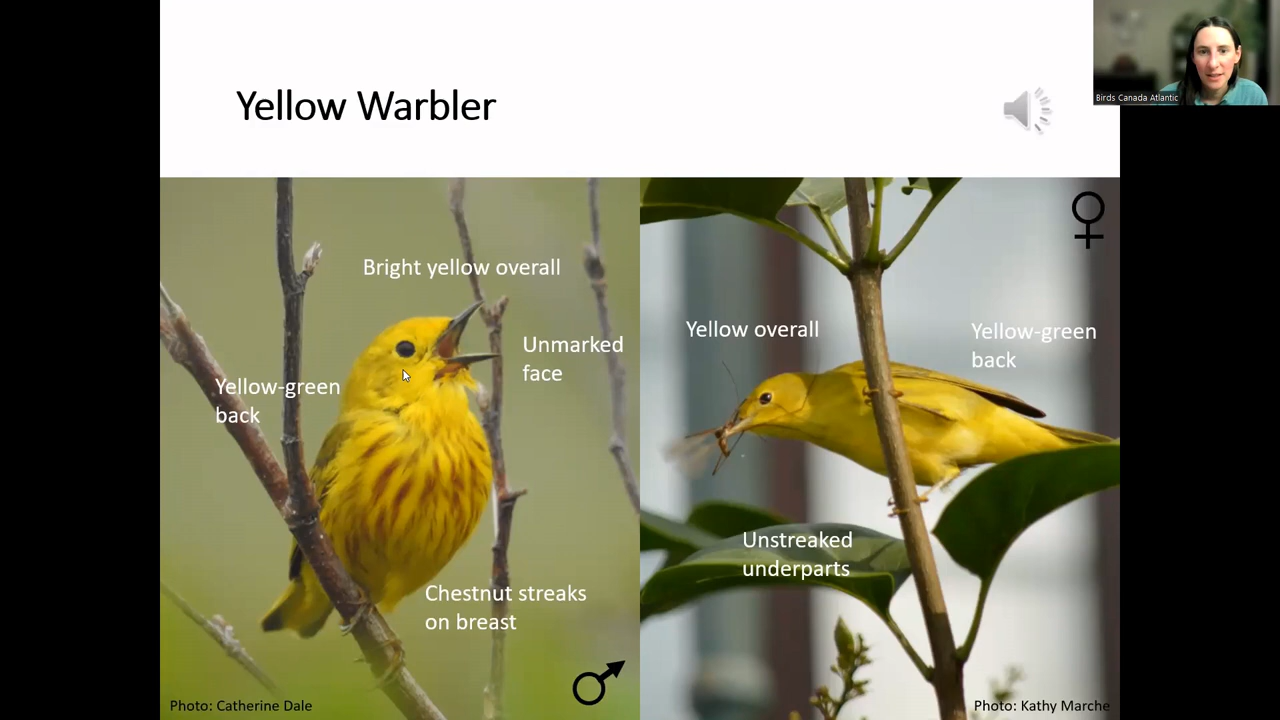 Birds Canada Atlantic
Yellow Warbler
Bright yellow overall
Unmarked
face
Yellow-green
back
Chestnut streaks
on breast
Photo: Catherine Dale
Yellow overall
Yellow-green
back
Unstreaked
underparts
Photo: Kathy Marche